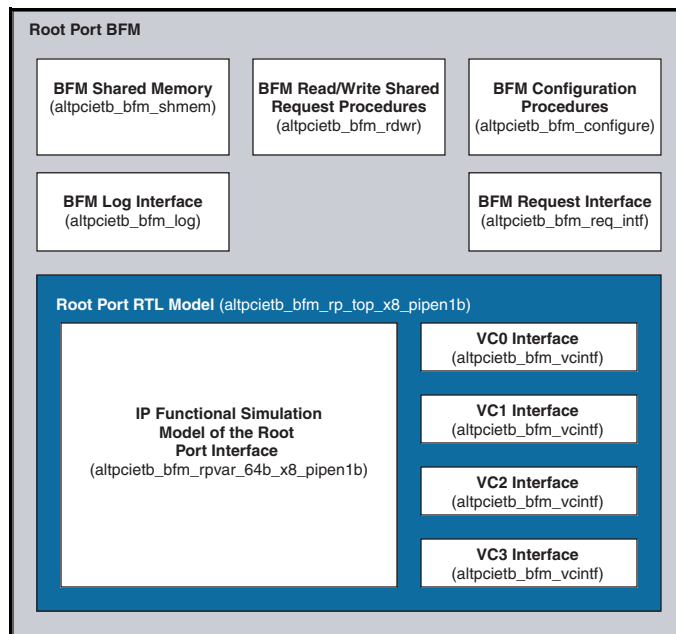 Root Port BFM
BFM Shared Memory
(altpcietb_bfm_shmem)
BFM Read/Write Shared
Request Procedures
(altpcietb_bfm_rdwr)
BFM Configuration
Procedures
(altpcietb_bfm_configure)
BFM Log Interface
(altpcietb_bfm_log)
BFM Request Interface
(altpcietb_bfm_req_intf)
Root Port RTL Model (altpcietb_bfm_rp_top_x8_pipen1b)
IP Functional Simulation
Model of the Root
Port Interface
(altpcietb_bfm_rpvar_64b_x8_pipen1b)
VC0 Interface
(altpcietb_bfm_vcintf)
VC1 Interface
(altpcietb_bfm_vcintf)
VC2 Interface
(altpcietb_bfm_vcintf)
VC3 Interface
(altpcietb_bfm_vcintf)